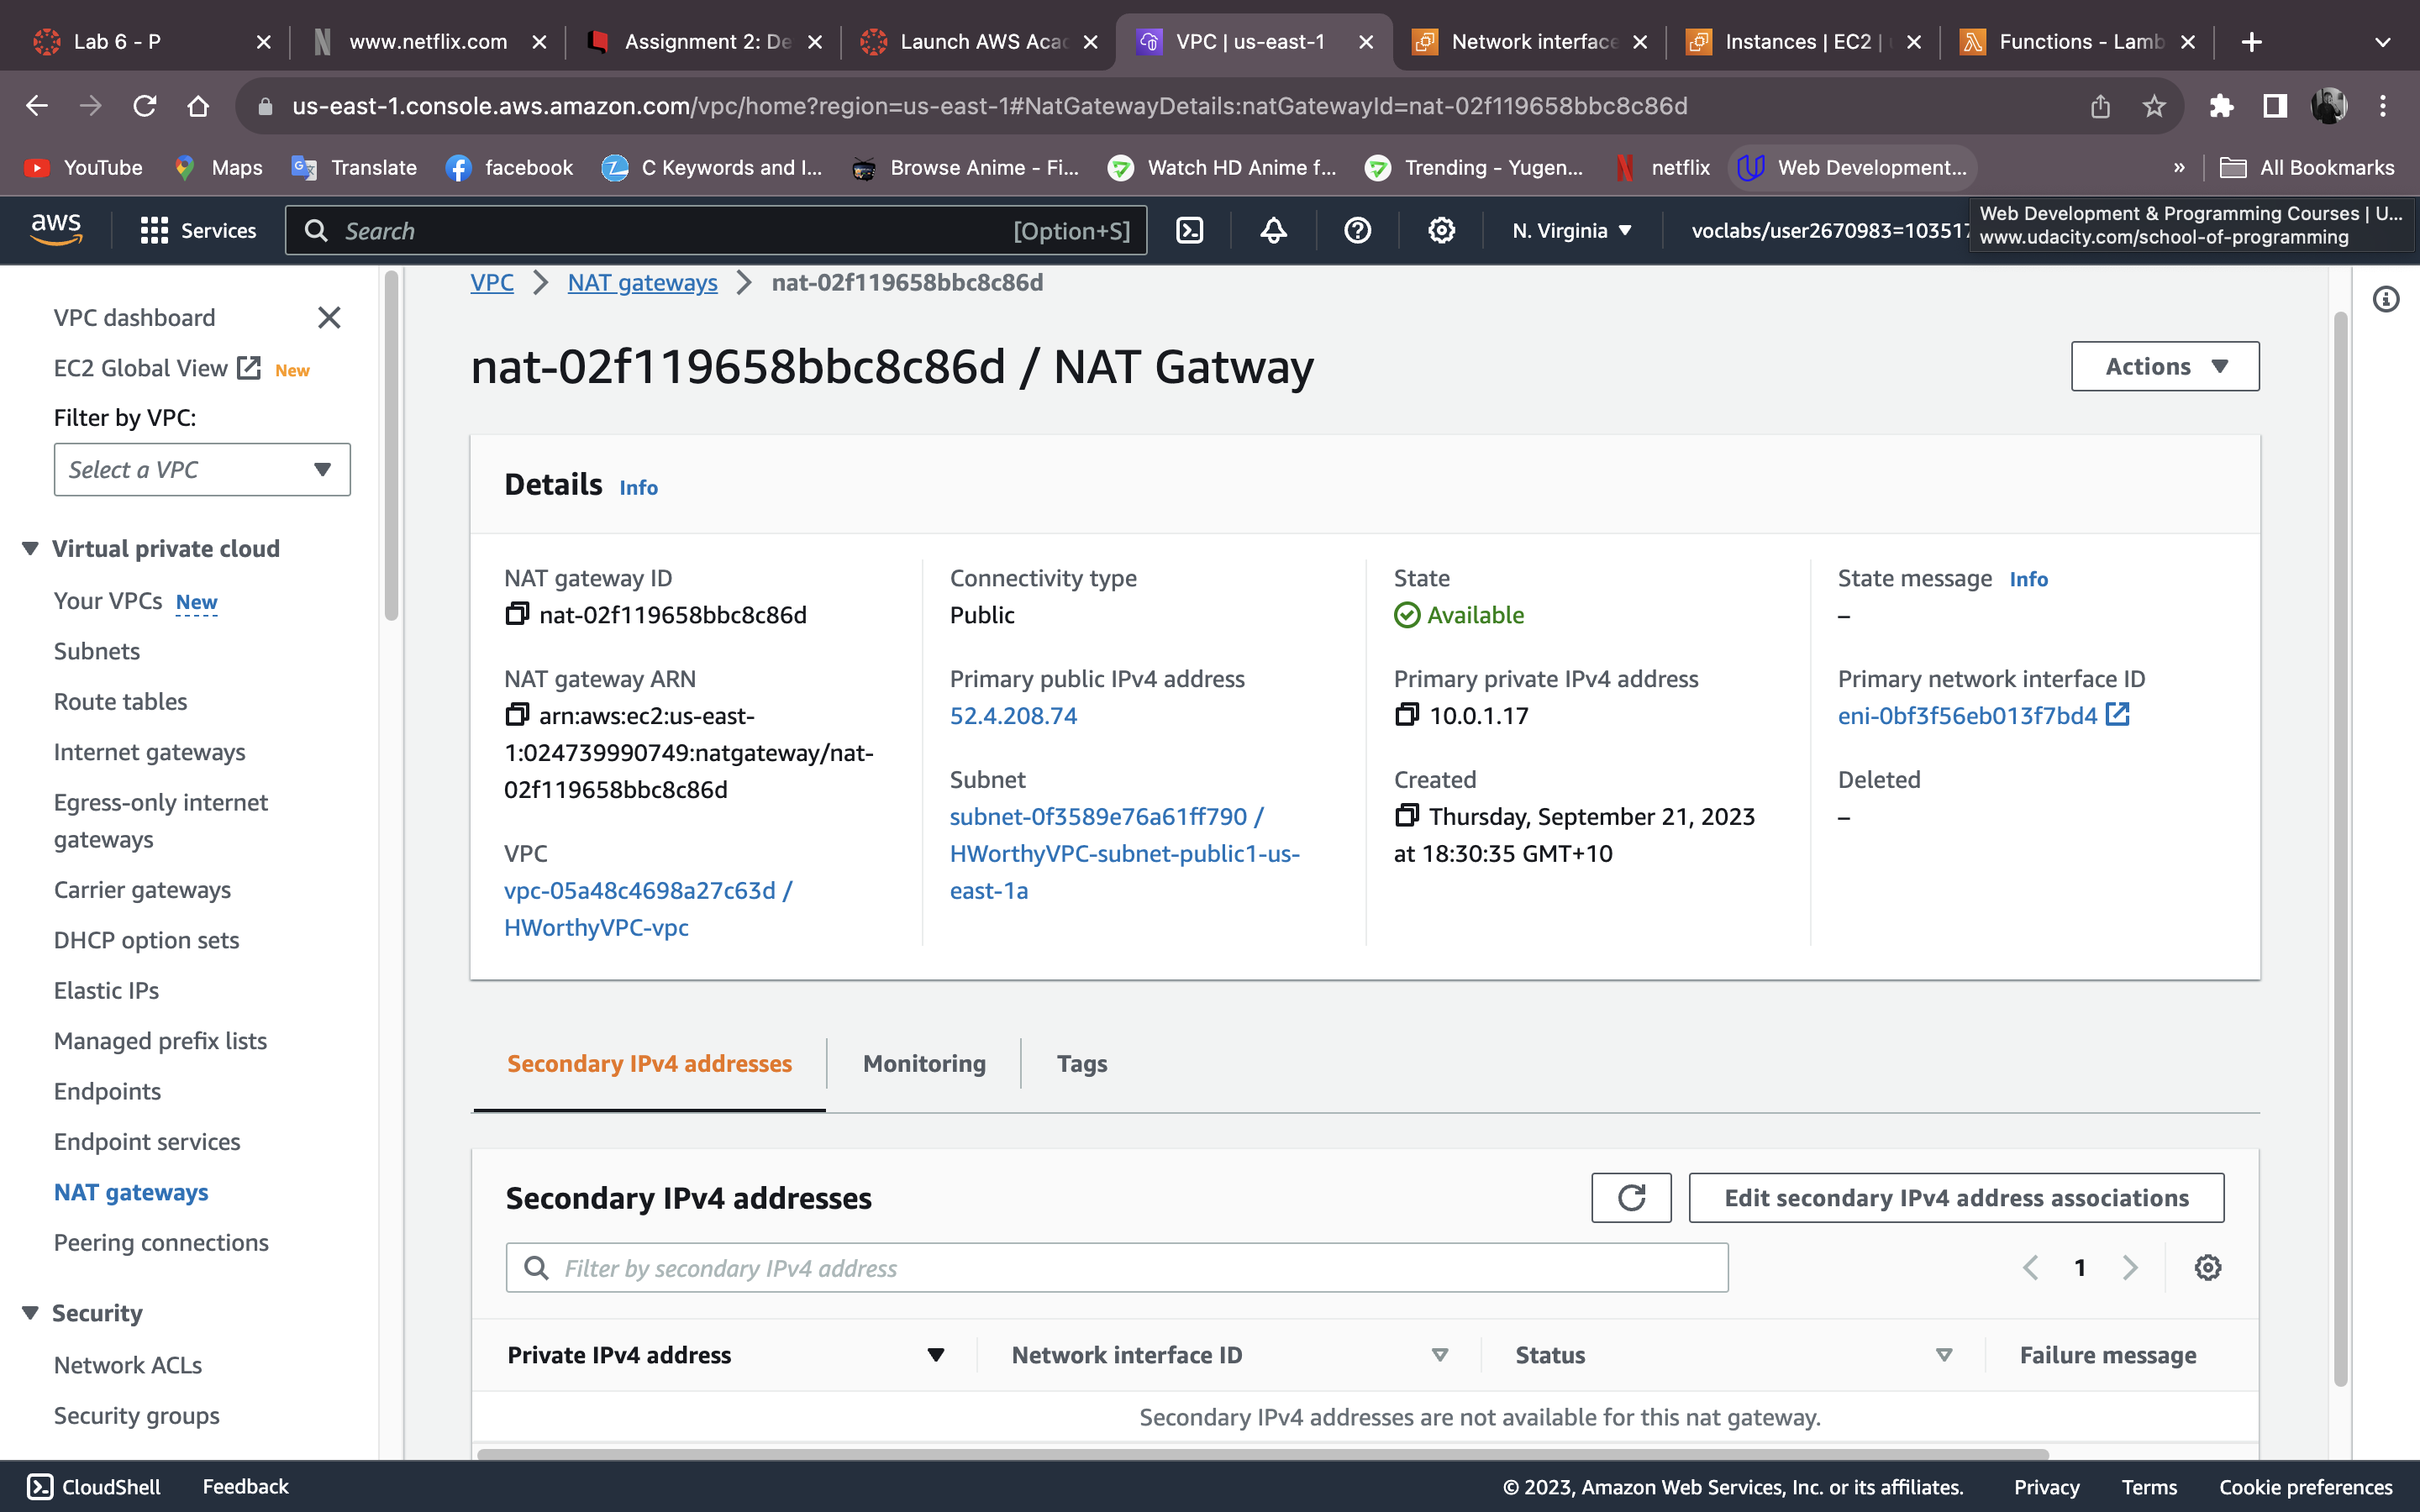 Lab 6 - P
www.netflix.com
Assignment 2: De
Launch AWS Acad
VPC | us-east-1
Network interface
Instances | EC2 |
Functions - Lamb
us-east-1.console.aws.amazon.com/vpc/home?region=us-east-1#NatGatewayDetails:natGatewayId=nat-02f119658bbc8c86d
YouTube
Maps
Translate
facebook
C Keywords and I...
Browse Anime - Fi...
Watch HD Anime f...
Trending - Yugen...
netflix
Web Development...
»
All Bookmarks
aws
Services
Search
[Option+S]
N. Virginia
voclabs/user2670983=103517
Web Development & Programming Courses | U...
www.udacity.com/school-of-programming
VPC dashboard
EC2 Global View New
Filter by VPC:
Select a VPC
Virtual private cloud
Your VPCs New
Subnets
Route tables
Internet gateways
Egress-only internet
gateways
Carrier gateways
DHCP option sets
Elastic IPs
Managed prefix lists
Endpoints
Endpoint services
NAT gateways
Peering connections
Security
Network ACLs
Security groups
VPC > NAT gateways > nat-02f119658bbc8c86d
nat-02f119658bbc8c86d / NAT Gatway
Actions
Details Info
NAT gateway ID
nat-02f119658bbc8c86d
NAT gateway ARN
arn:aws:ec2:us-east-
1:024739990749:natgateway/nat-
02f119658bbc8c86d
VPC
vpc-05a48c4698a27c63d /
HWorthyVPC-vpc
Connectivity type
Public
Primary public IPv4 address
52.4.208.74
Subnet
subnet-0f3589e76a61ff790 /
HWorthyVPC-subnet-public1-us-
east-1a
State
Available
Primary private IPv4 address
10.0.1.17
Created
Thursday, September 21, 2023
at 18:30:35 GMT+10
State message Info
–
Primary network interface ID
eni-0bf3f56eb013f7bd4
Deleted
–
Secondary IPv4 addresses
Monitoring
Tags
Secondary IPv4 addresses
Edit secondary IPv4 address associations
Filter by secondary IPv4 address
1
Private IPv4 address
Network interface ID
Status
Failure message
Secondary IPv4 addresses are not available for this nat gateway.
CloudShell
Feedback
© 2023, Amazon Web Services, Inc. or its affiliates.
Privacy
Terms
Cookie preferences